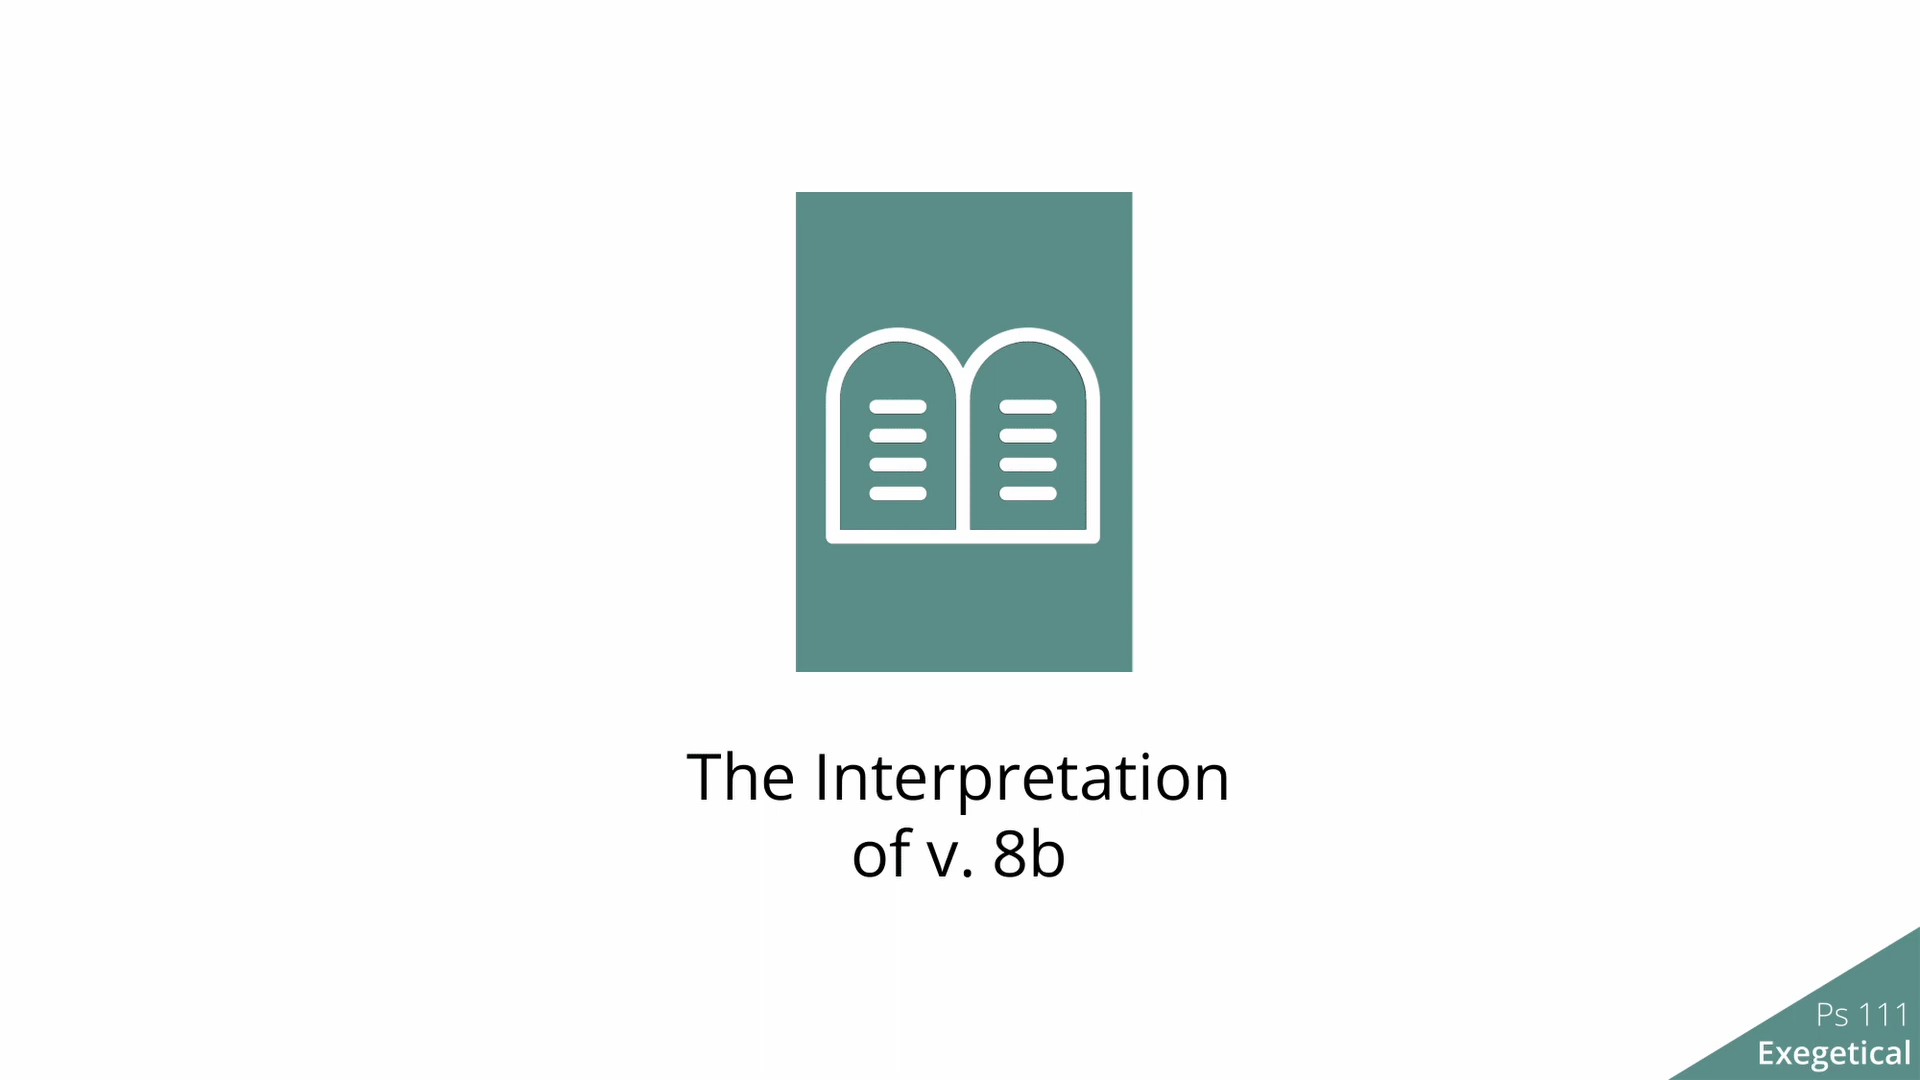 The Interpretation
of v. 8b
Ps 111
Exegetical